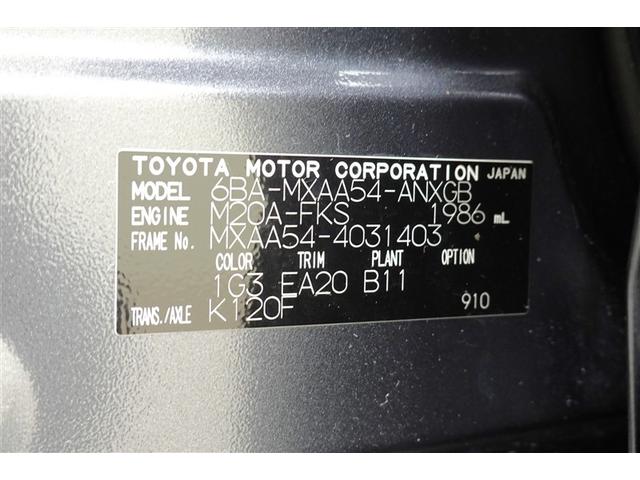 TOYOTA MOTOR CORPORATION JAPAN
MODEL 6BA-MXAA54-ANXGB
ENGINE M20A-FKS 1986 mL
FRAME No. MXAA54-4031403
COLOR TRIM PLANT OPTION
1G3 EA20 B11
TRANS./AXLE K120F 910